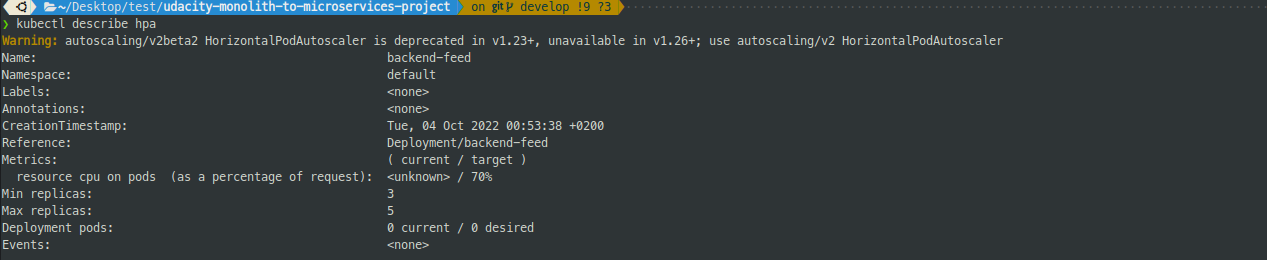 ~/Desktop/test/udacity-monolith-to-microservices-project on git develop !9 ?3
❯ kubectl describe hpa
Warning: autoscaling/v2beta2 HorizontalPodAutoscaler is deprecated in v1.23+, unavailable in v1.26+; use autoscaling/v2 HorizontalPodAutoscaler
Name: backend-feed
Namespace: default
Labels: <none>
Annotations: <none>
CreationTimestamp: Tue, 04 Oct 2022 00:53:38 +0200
Reference: Deployment/backend-feed
Metrics: ( current / target )
resource cpu on pods (as a percentage of request): <unknown> / 70%
Min replicas: 3
Max replicas: 5
Deployment pods: 0 current / 0 desired
Events: <none>